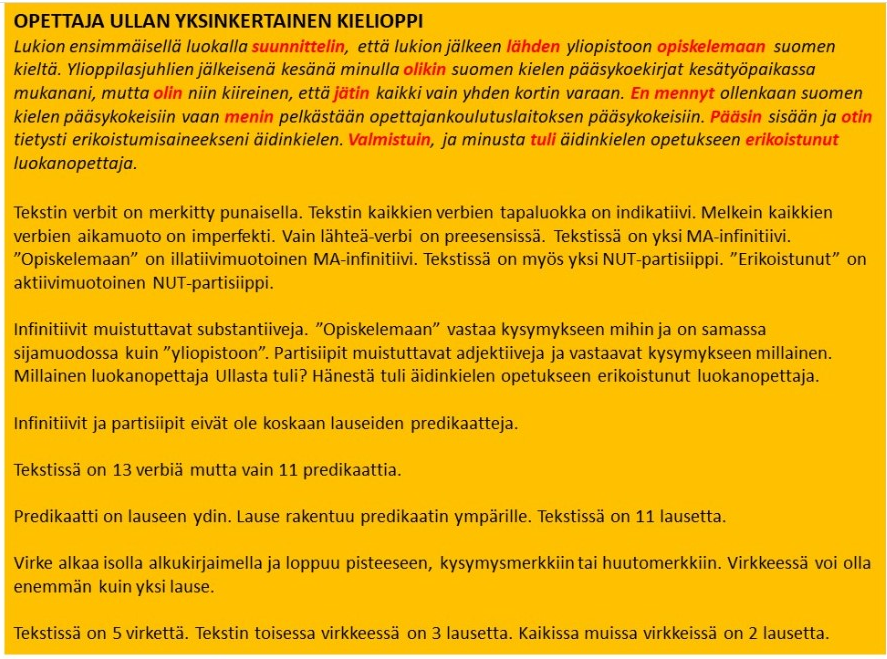 OPETTAJA ULLAN YKSINKERTAINEN KIELIOPPI
Lukion ensimmäisellä luokalla suunnittelin, että lukion jälkeen lähden yliopistoon opiskelemaan suomen
kieltä. Ylioppilasjuhlien jälkeisenä kesänä minulla olikin suomen kielen pääsykoekirjat kesätyöpaikassa
mukanani, mutta olin niin kiireinen, että jätin kaikki vain yhden kortin varaan. En mennyt ollenkaan suomen
kielen pääsykokeisiin vaan menin pelkästään opettajankoulutuslaitoksen pääsykokeisiin. Pääsin sisään ja otin
tietysti erikoistumisaineekseni äidinkielen. Valmistuin, ja minusta tuli äidinkielen opetukseen erikoistunut
luokanopettaja.
Tekstin verbit on merkitty punaisella. Tekstin kaikkien verbien tapaluokka on indikatiivi. Melkein kaikkien
verbien aikamuoto on imperfekti. Vain lähteä-verbi on preesensissä. Tekstissä on yksi MA-infinitiivi.
”Opiskelemaan” on illatiivimuotoinen MA-infinitiivi. Tekstissä on myös yksi NUT-partisiippi. ”Erikoistunut” on
aktiivimuotoinen NUT-partisiippi.
Infinitiivit muistuttavat substantiiveja. ”Opiskelemaan” vastaa kysymykseen mihin ja on samassa
sijamuodossa kuin ”yliopistoon”. Partisiipit muistuttavat adjektiiveja ja vastaavat kysymykseen millainen.
Millainen luokanopettaja Ullasta tuli? Hänestä tuli äidinkielen opetukseen erikoistunut luokanopettaja.
Infinitiivit ja partisiipit eivät ole koskaan lauseiden predikaatteja.
Tekstissä on 13 verbiä mutta vain 11 predikaattia.
Predikaatti on lauseen ydin. Lause rakentuu predikaatin ympärille. Tekstissä on 11 lausetta.
Virke alkaa isolla alkukirjaimella ja loppuu pisteeseen, kysymysmerkkiin tai huutomerkkiin. Virkkeessä voi olla
enemmän kuin yksi lause.
Tekstissä on 5 virkettä. Tekstin toisessa virkkeessä on 3 lausetta. Kaikissa muissa virkkeissä on 2 lausetta.